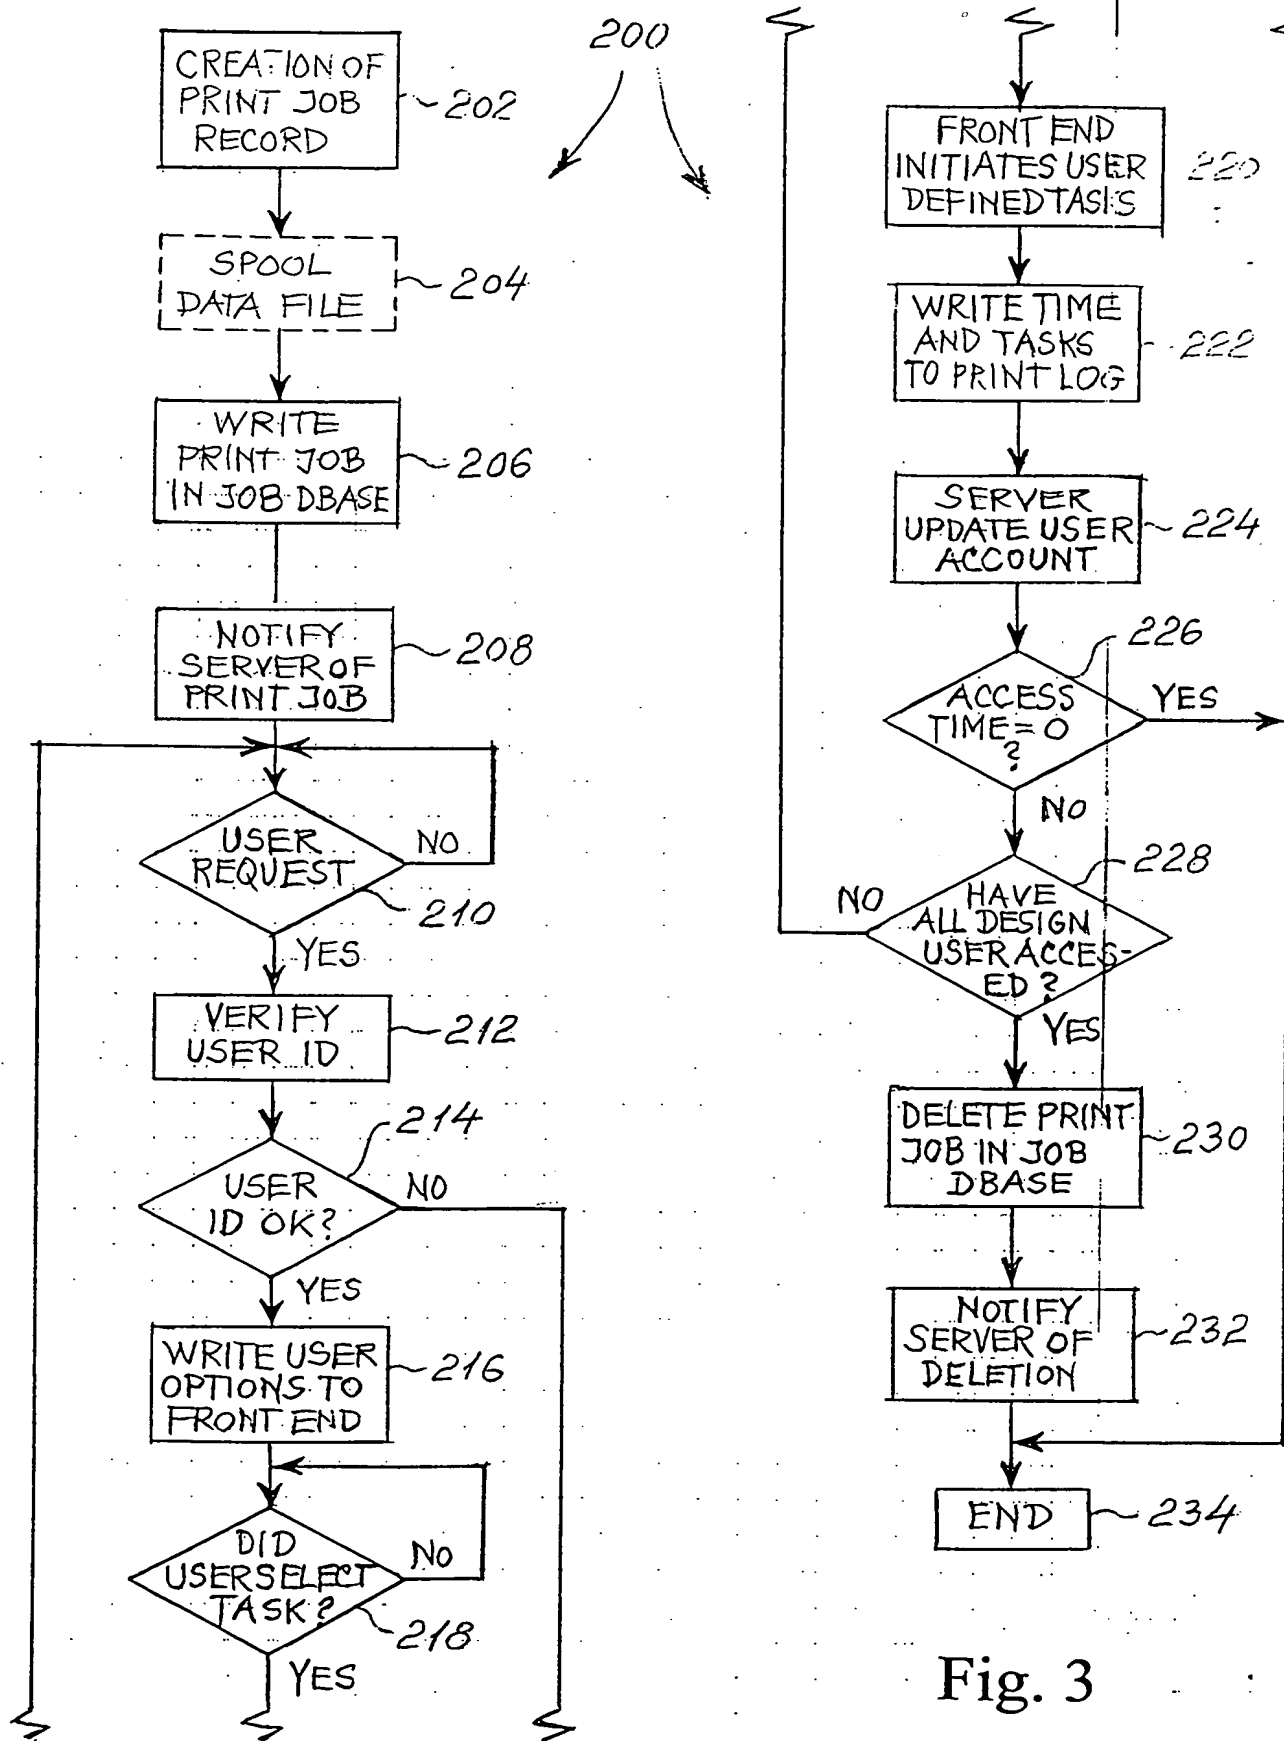 200
CREATION OF
PRINT JOB
RECORD
202
SPOOL
DATA FILE
204
WRITE
PRINT JOB
IN JOB DBASE
206
NOTIFY
SERVER OF
PRINT JOB
208
USER
REQUEST
NO
210
YES
VERIFY
USER ID
212
214
USER
ID OK?
NO
YES
WRITE USER
OPTIONS TO
FRONT END
216
DID
USER SELECT
TASK?
NO
218
YES
FRONT END
INITIATES USER
DEFINED TASKS
220
WRITE TIME
AND TASKS
TO PRINT LOG
222
SERVER
UPDATE USER
ACCOUNT
224
226
ACCESS
TIME = 0
?
YES
NO
228
HAVE
ALL DESIGN
USER ACCES-
ED?
NO
YES
DELETE PRINT
JOB IN JOB
DBASE
230
NOTIFY
SERVER OF
DELETION
232
END
234
Fig. 3